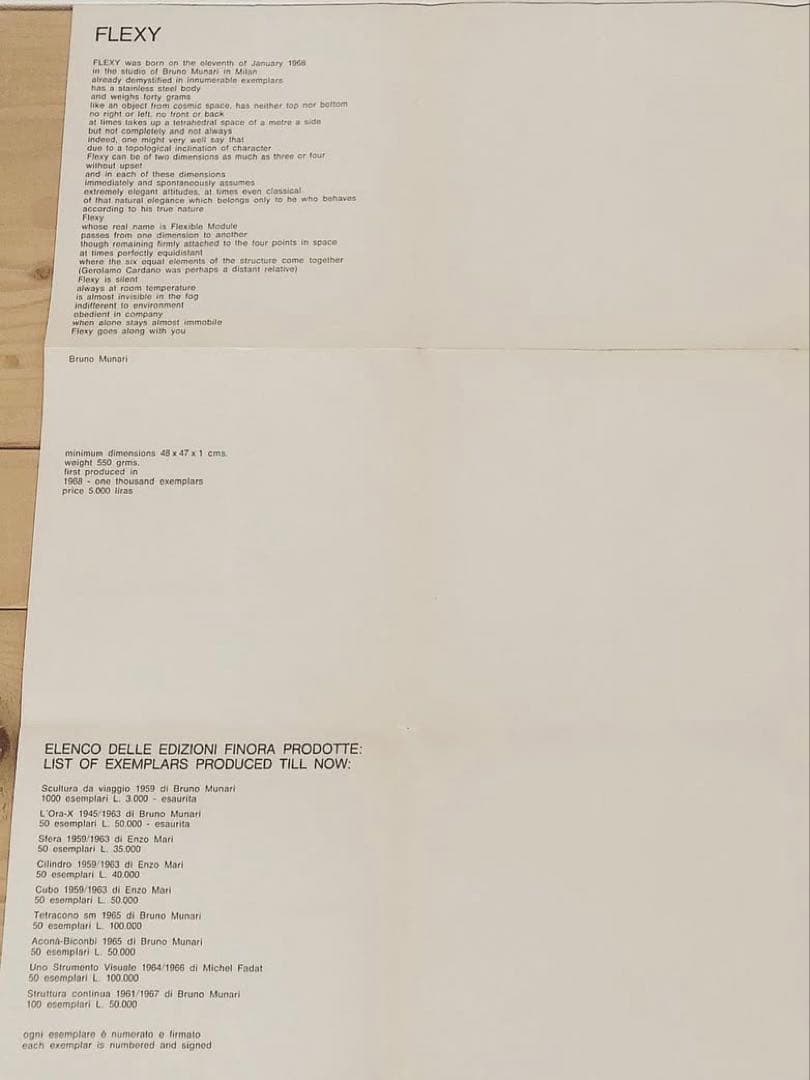 FLEXY
FLEXY was born on the eleventh of January 1968
in the studio of Bruno Munari in Milan
already demystified in innumerable exemplars
has a stainless steel body
and weighs forty grams
like an object from cosmic space, has neither top nor bottom
no right or left, no front or back
at times takes up a tetrahedral space of a metre a side
but not completely and not always
indeed, one might very well say that
due to a topological inclination of character
Flexy can be of two dimensions as much as three or four
without upset
and in each of these dimensions
immediately and spontaneously assumes
extremely elegant attitudes, at times even classical
of that natural elegance which belongs only to he who behaves
according to his true nature
Flexy
whose real name is Flexible Module
passes from one dimension to another
though remaining firmly attached to the four points in space
at times perfectly equidistant
where the six equal elements of the structure come together
(Gerolamo Cardano was perhaps a distant relative)
Flexy is silent
always at room temperature
is almost invisible in the fog
indifferent to environment
obedient in company
when alone stays almost immobile
Flexy goes along with you
Bruno Munari
minimum dimensions 48 x 47 x 1 cms.
weight 550 grms.
first produced in
1968 - one thousand exemplars
price 5.000 liras
ELENCO DELLE EDIZIONI FINORA PRODOTTE:
LIST OF EXEMPLARS PRODUCED TILL NOW:
Scultura da viaggio 1959 di Bruno Munari
1000 esemplari L. 3.000 - esaurita
L'Ora-X 1945/1963 di Bruno Munari
50 esemplari L. 50.000 - esaurita
Sfera 1959/1963 di Enzo Mari
50 esemplari L. 35.000
Cilindro 1959/1963 di Enzo Mari
50 esemplari L. 40.000
Cubo 1959/1963 di Enzo Mari
50 esemplari L. 50.000
Tetracono sm 1965 di Bruno Munari
50 esemplari L. 100.000
Aconà-Biconbì 1965 di Bruno Munari
50 esemplari L. 50.000
Uno Strumento Visuale 1964/1966 di Michel Fadat
50 esemplari L. 100.000
Struttura continua 1961/1967 di Bruno Munari
100 esemplari L. 50.000
ogni esemplare è numerato e firmato
each exemplar is numbered and signed